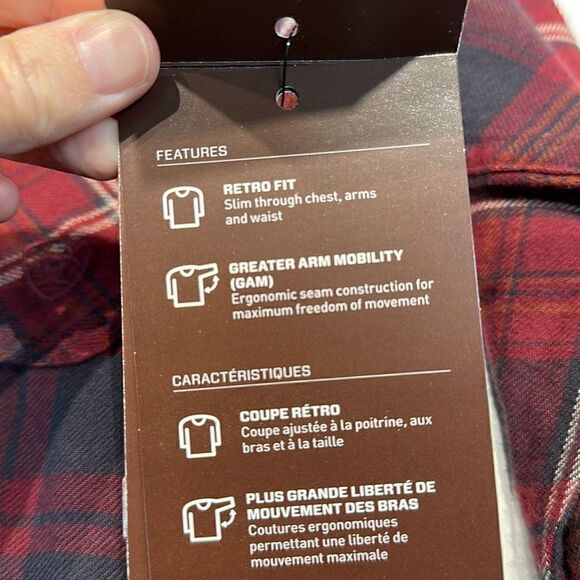 FEATURES
RETRO FIT
Slim through chest, arms
and waist
GREATER ARM MOBILITY
(GAM)
Ergonomic seam construction for
maximum freedom of movement
CARACTÉRISTIQUES
COUPE RÉTRO
Coupe ajustée à la poitrine, aux
bras et à la taille
PLUS GRANDE LIBERTÉ DE
MOUVEMENT DES BRAS
Coutures ergonomiques
permettant une liberté de
mouvement maximale